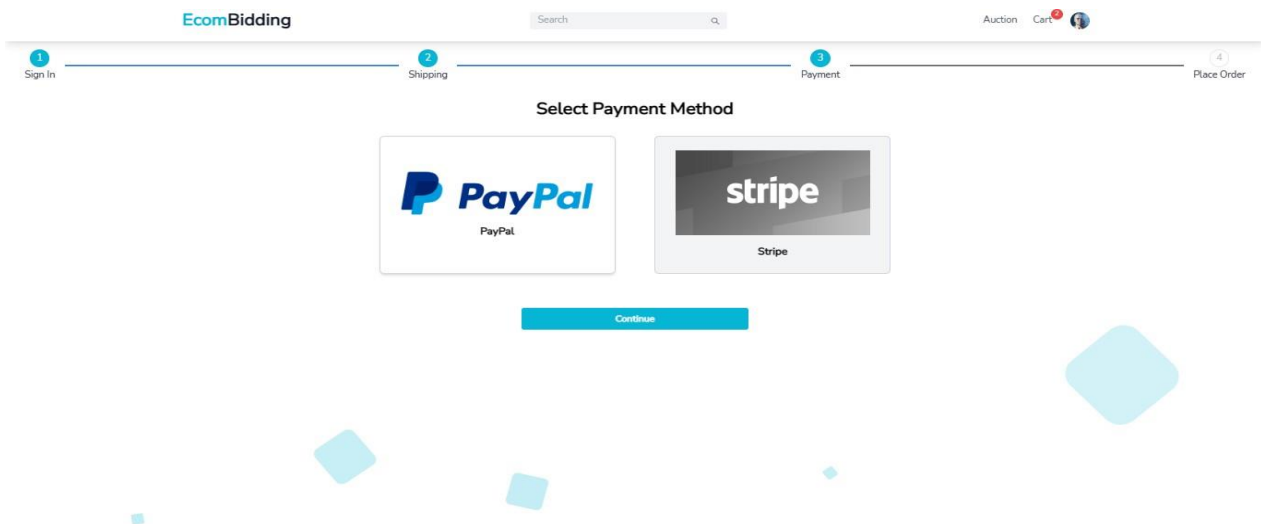 EcomBidding
Search
Auction
Cart
2
1
Sign In
2
Shipping
3
Payment
4
Place Order
Select Payment Method
PayPal
PayPal
stripe
Stripe
Continue